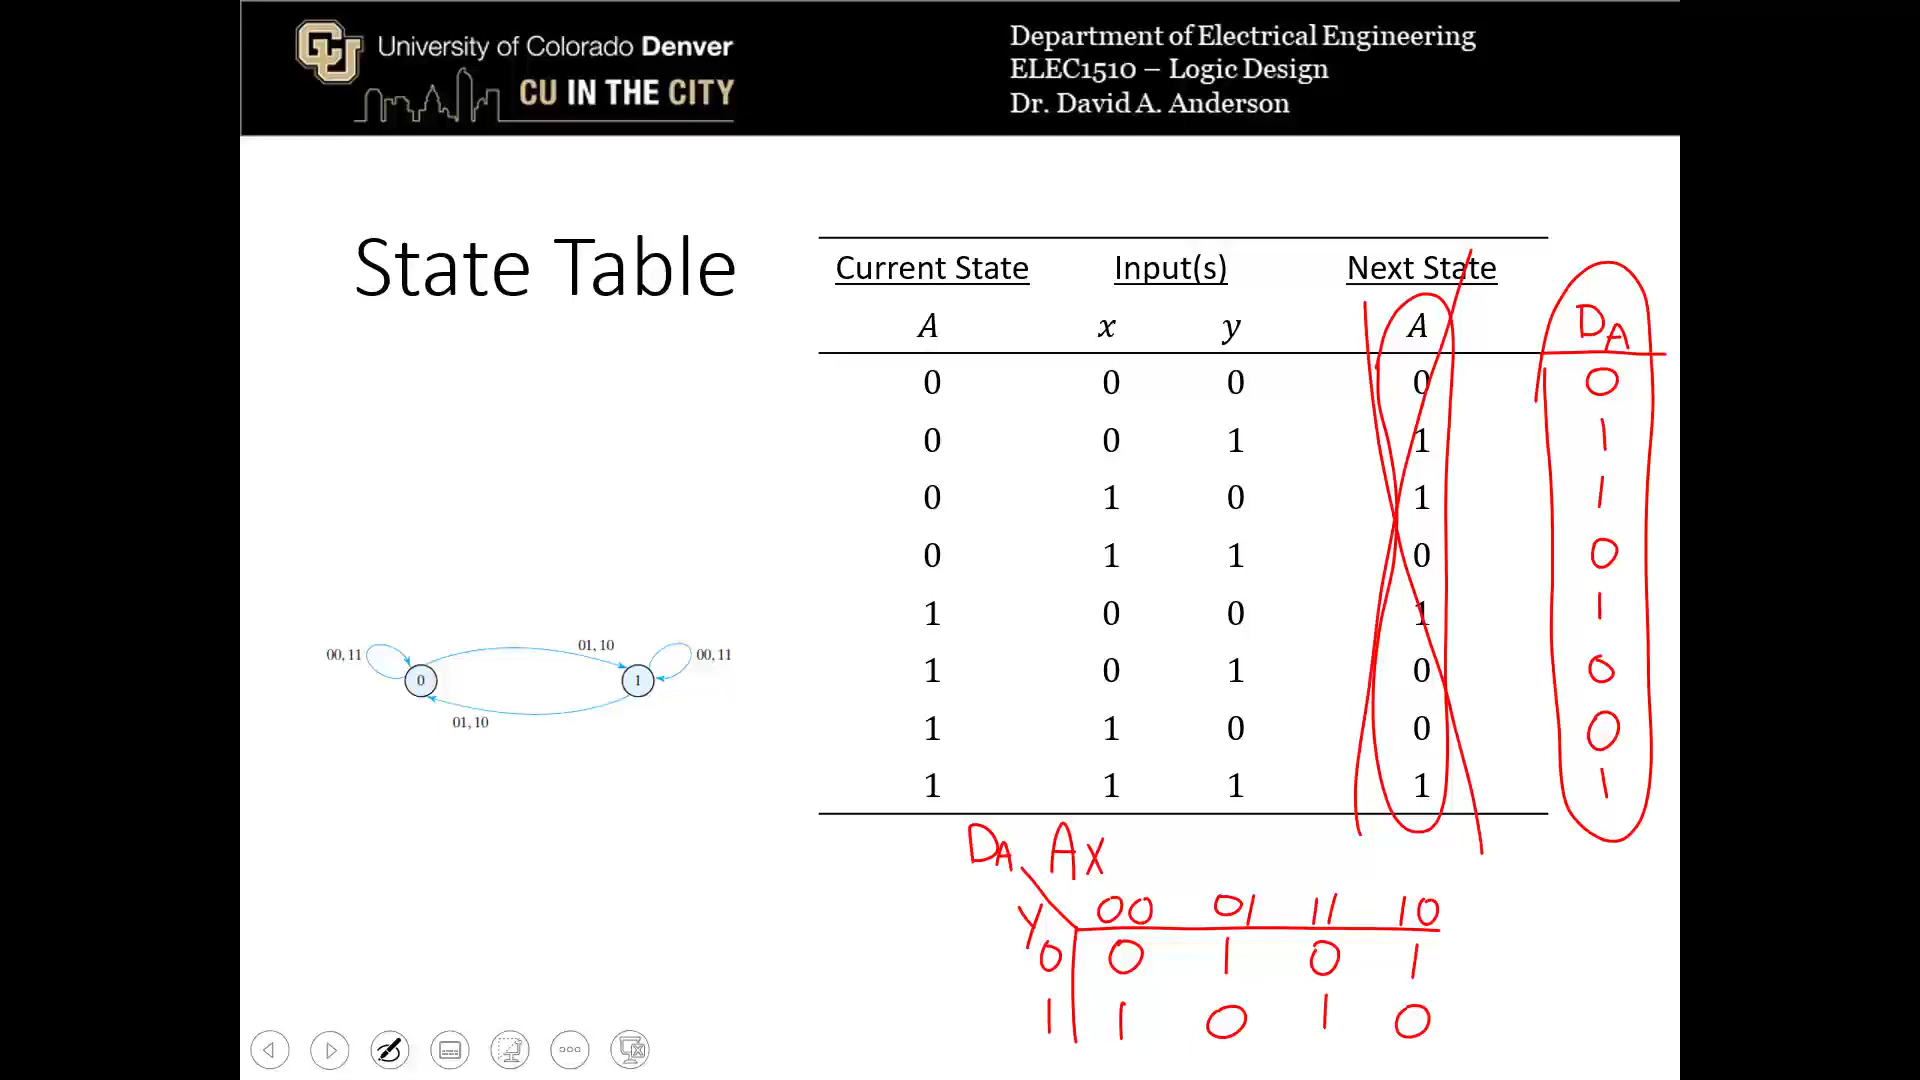 University of Colorado Denver
CU IN THE CITY
Department of Electrical Engineering
ELEC1510 – Logic Design
Dr. David A. Anderson
State Table
Current State Input(s) Next State
A x y A D_A
0 0 0 0 0
0 0 1 1 1
0 1 0 1 1
0 1 1 0 0
1 0 0 1 1
1 0 1 0 0
1 1 0 0 0
1 1 1 1 1
00, 11 01, 10 00, 11
0 1
01, 10
D_A Ax
y 00 01 11 10
0 0 1 0 1
1 1 0 1 0